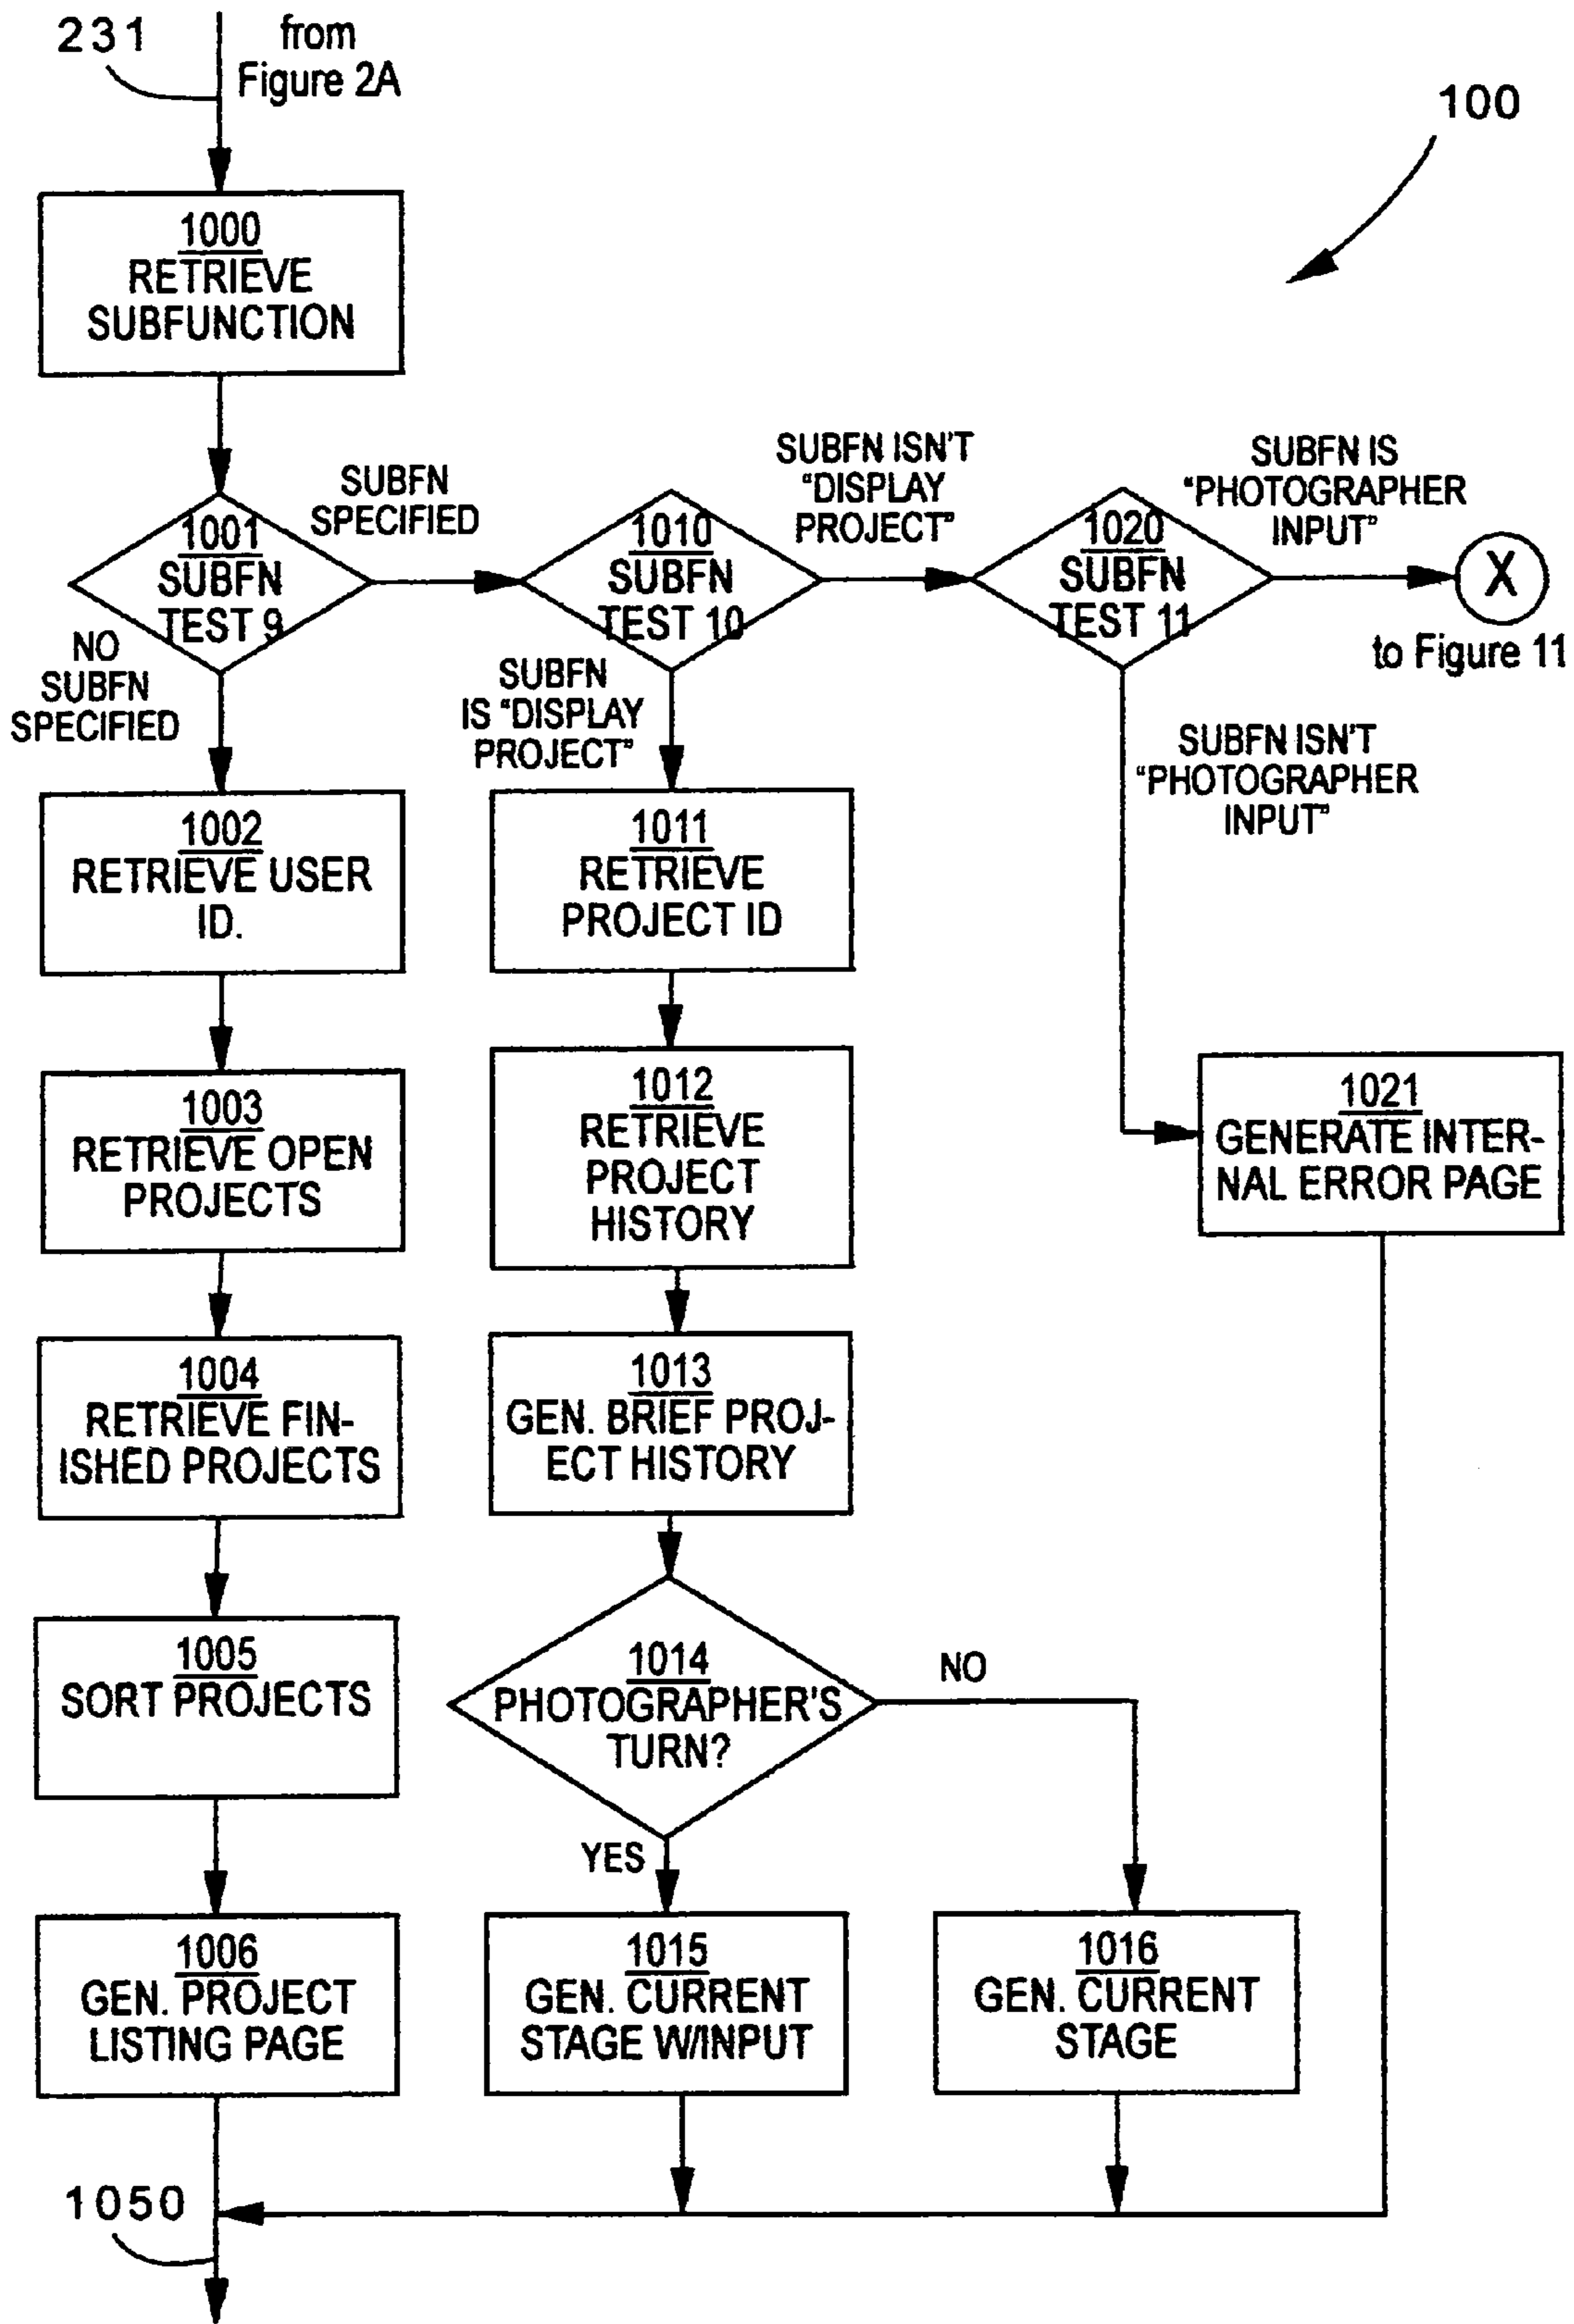 231
from
Figure 2A
100
1000
RETRIEVE
SUBFUNCTION
1001
SUBFN
TEST 9
SUBFN
SPECIFIED
NO
SUBFN
SPECIFIED
1010
SUBFN
TEST 10
SUBFN ISN'T
"DISPLAY
PROJECT"
SUBFN
IS "DISPLAY
PROJECT"
1020
SUBFN
TEST 11
SUBFN IS
"PHOTOGRAPHER
INPUT"
X
to Figure 11
SUBFN ISN'T
"PHOTOGRAPHER
INPUT"
1002
RETRIEVE USER
ID.
1003
RETRIEVE OPEN
PROJECTS
1004
RETRIEVE FIN-
ISHED PROJECTS
1005
SORT PROJECTS
1006
GEN. PROJECT
LISTING PAGE
1011
RETRIEVE
PROJECT ID
1012
RETRIEVE
PROJECT
HISTORY
1013
GEN. BRIEF PROJ-
ECT HISTORY
1014
PHOTOGRAPHER'S
TURN?
NO
YES
1015
GEN. CURRENT
STAGE W/INPUT
1016
GEN. CURRENT
STAGE
1021
GENERATE INTER-
NAL ERROR PAGE
1050